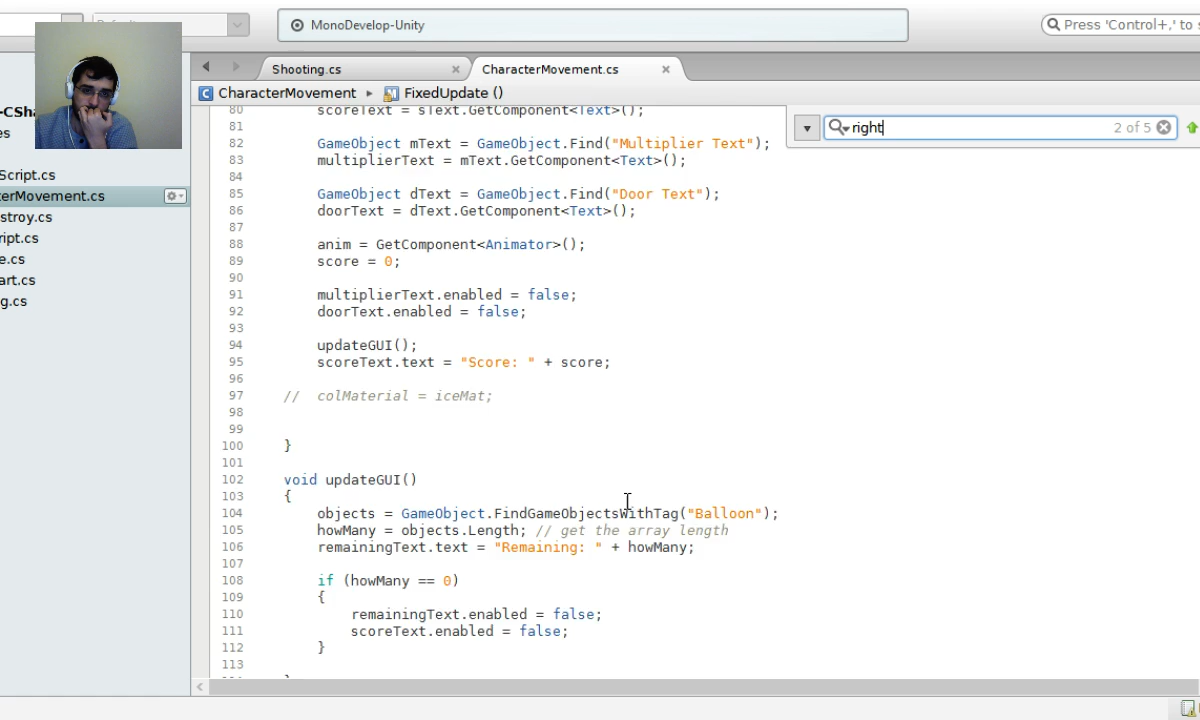 Default
MonoDevelop-Unity
Press 'Control+,' to s
Shooting.cs
CharacterMovement.cs
-CSha
es
Script.cs
terMovement.cs
stroy.cs
ript.cs
e.cs
art.cs
g.cs
CharacterMovement ▸ FixedUpdate ()
right
2 of 5
80 scoreText = sText.GetComponent<Text>();
81
82 GameObject mText = GameObject.Find("Multiplier Text");
83 multiplierText = mText.GetComponent<Text>();
84
85 GameObject dText = GameObject.Find("Door Text");
86 doorText = dText.GetComponent<Text>();
87
88 anim = GetComponent<Animator>();
89 score = 0;
90
91 multiplierText.enabled = false;
92 doorText.enabled = false;
93
94 updateGUI();
95 scoreText.text = "Score: " + score;
96
97 // colMaterial = iceMat;
98
99
100 }
101
102 void updateGUI()
103 {
104 objects = GameObject.FindGameObjectsWithTag("Balloon");
105 howMany = objects.Length; // get the array length
106 remainingText.text = "Remaining: " + howMany;
107
108 if (howMany == 0)
109 {
110 remainingText.enabled = false;
111 scoreText.enabled = false;
112 }
113